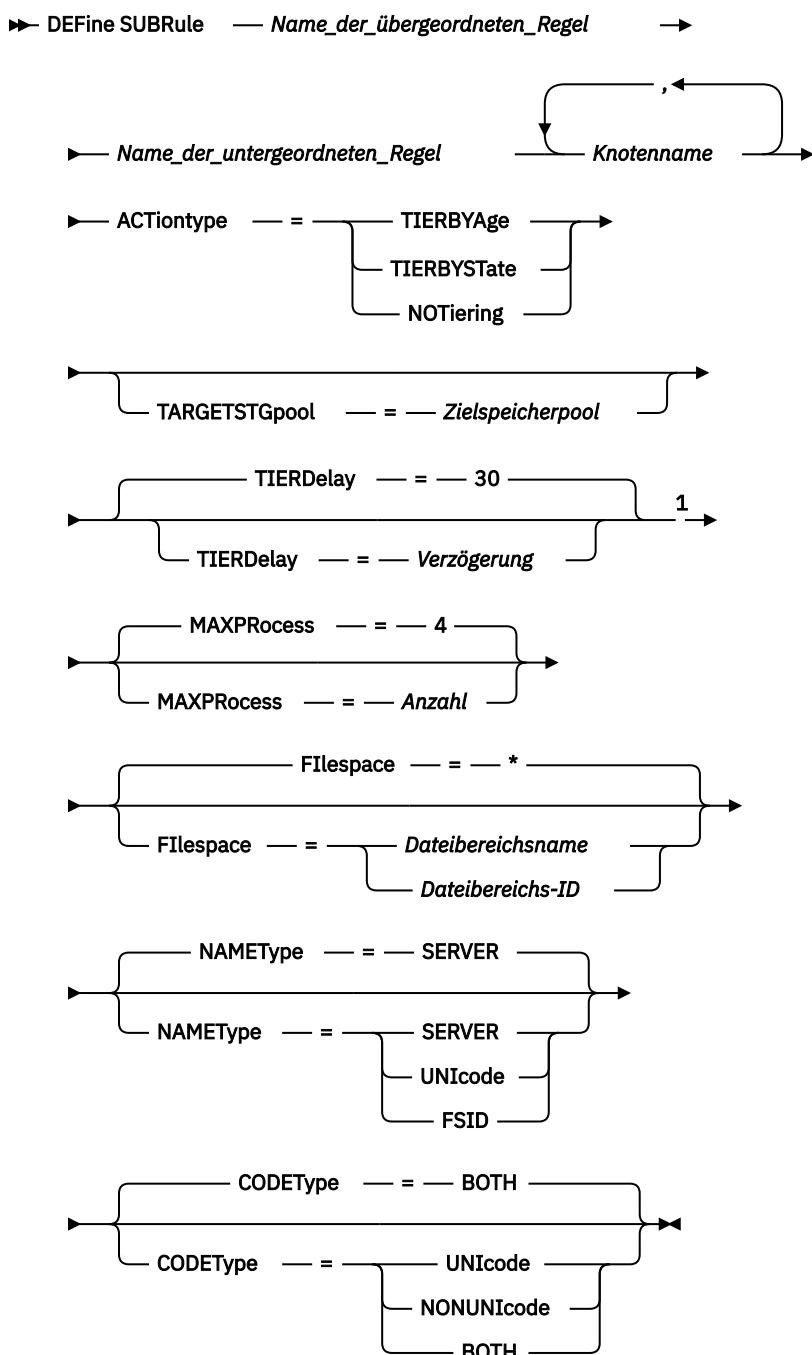 DEFine SUBRule — Name_der_übergeordneten_Regel
,
Name_der_untergeordneten_Regel — Knotenname
ACTiontype — = — TIERBYAge
TIERBYSTate
NOTiering
TARGETSTGpool — = — Zielspeicherpool
TIERDelay — = — 30
1
TIERDelay — = — Verzögerung
MAXPRocess — = — 4
MAXPRocess — = — Anzahl
FIlespace — = — *
FIlespace — = — Dateibereichsname
Dateibereichs-ID
NAMEType — = — SERVER
NAMEType — = — SERVER
UNIcode
FSID
CODEType — = — BOTH
CODEType — = — UNIcode
NONUNIcode
BOTH